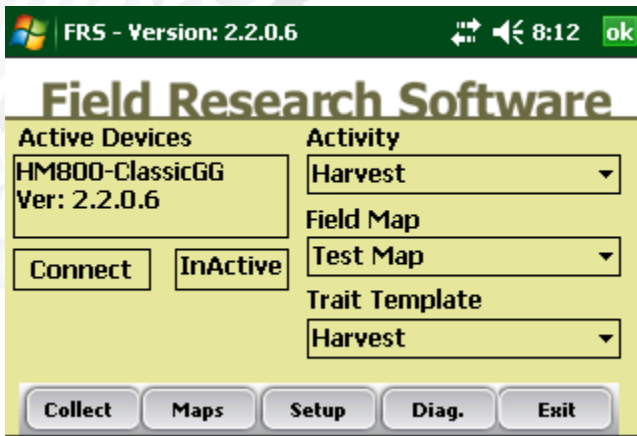 FRS - Version: 2.2.0.6 8:12 ok
Field Research Software
Active Devices
HM800-ClassicGG
Ver: 2.2.0.6
Connect
InActive
Activity
Harvest
Field Map
Test Map
Trait Template
Harvest
Collect Maps Setup Diag. Exit